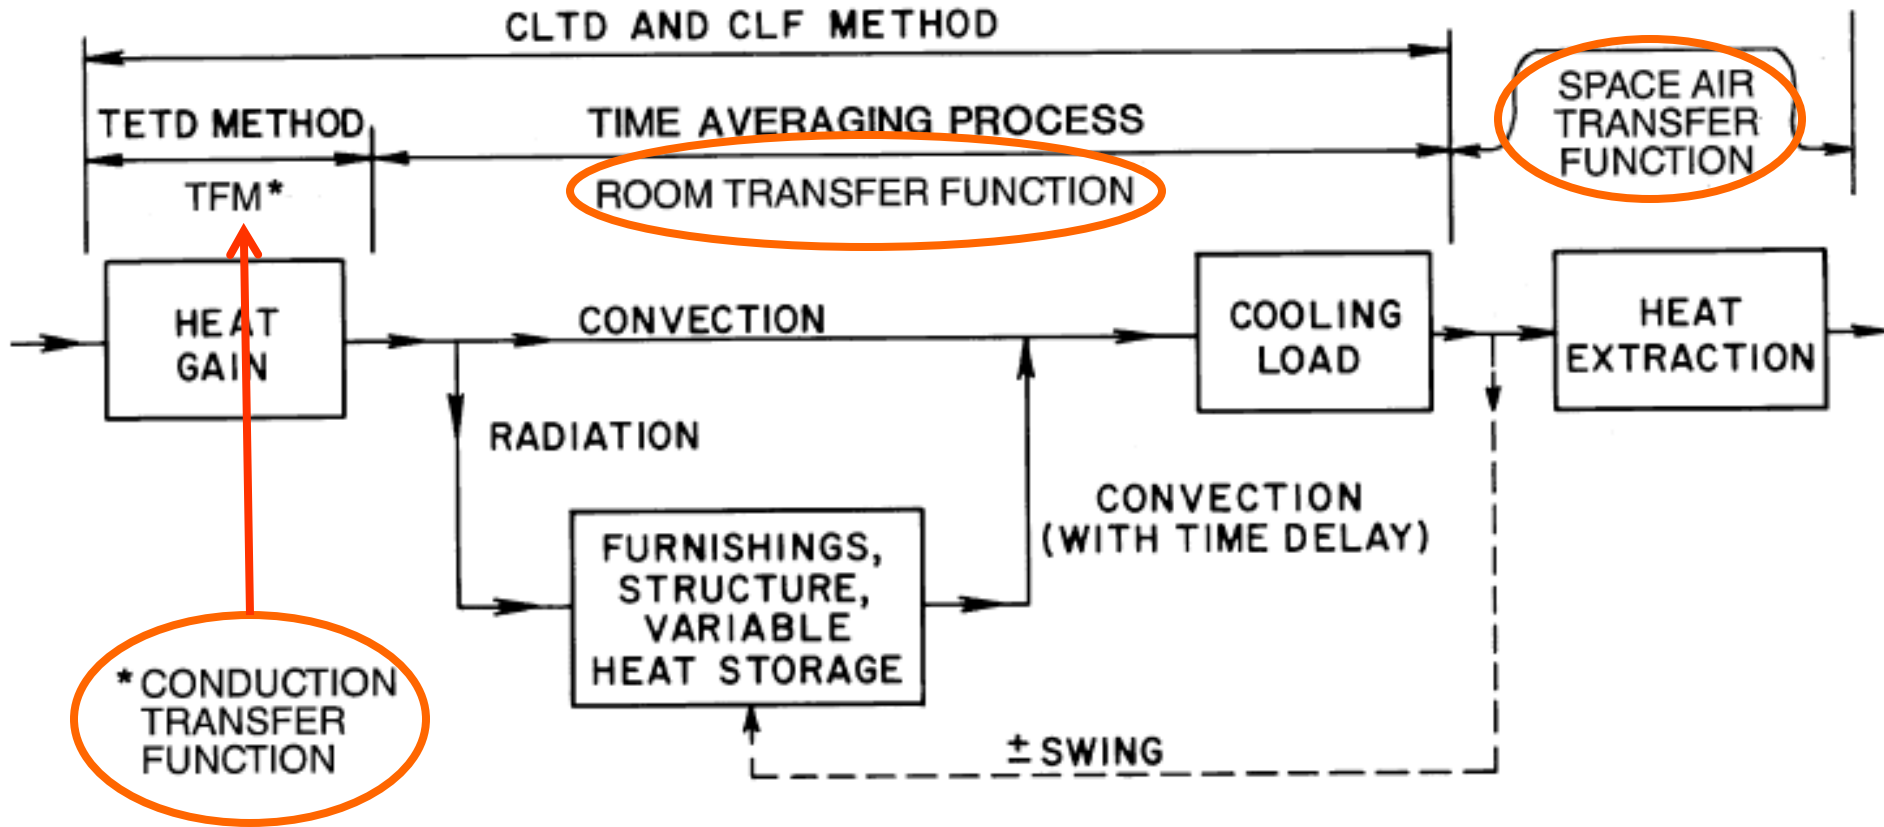 CLTD AND CLF METHOD
SPACE AIR
TRANSFER
FUNCTION
TETD METHOD
TIME AVERAGING PROCESS
TFM*
ROOM TRANSFER FUNCTION
HEAT
GAIN
CONVECTION
COOLING
LOAD
HEAT
EXTRACTION
RADIATION
CONVECTION
(WITH TIME DELAY)
FURNISHINGS,
STRUCTURE,
VARIABLE
HEAT STORAGE
* CONDUCTION
TRANSFER
FUNCTION
± SWING